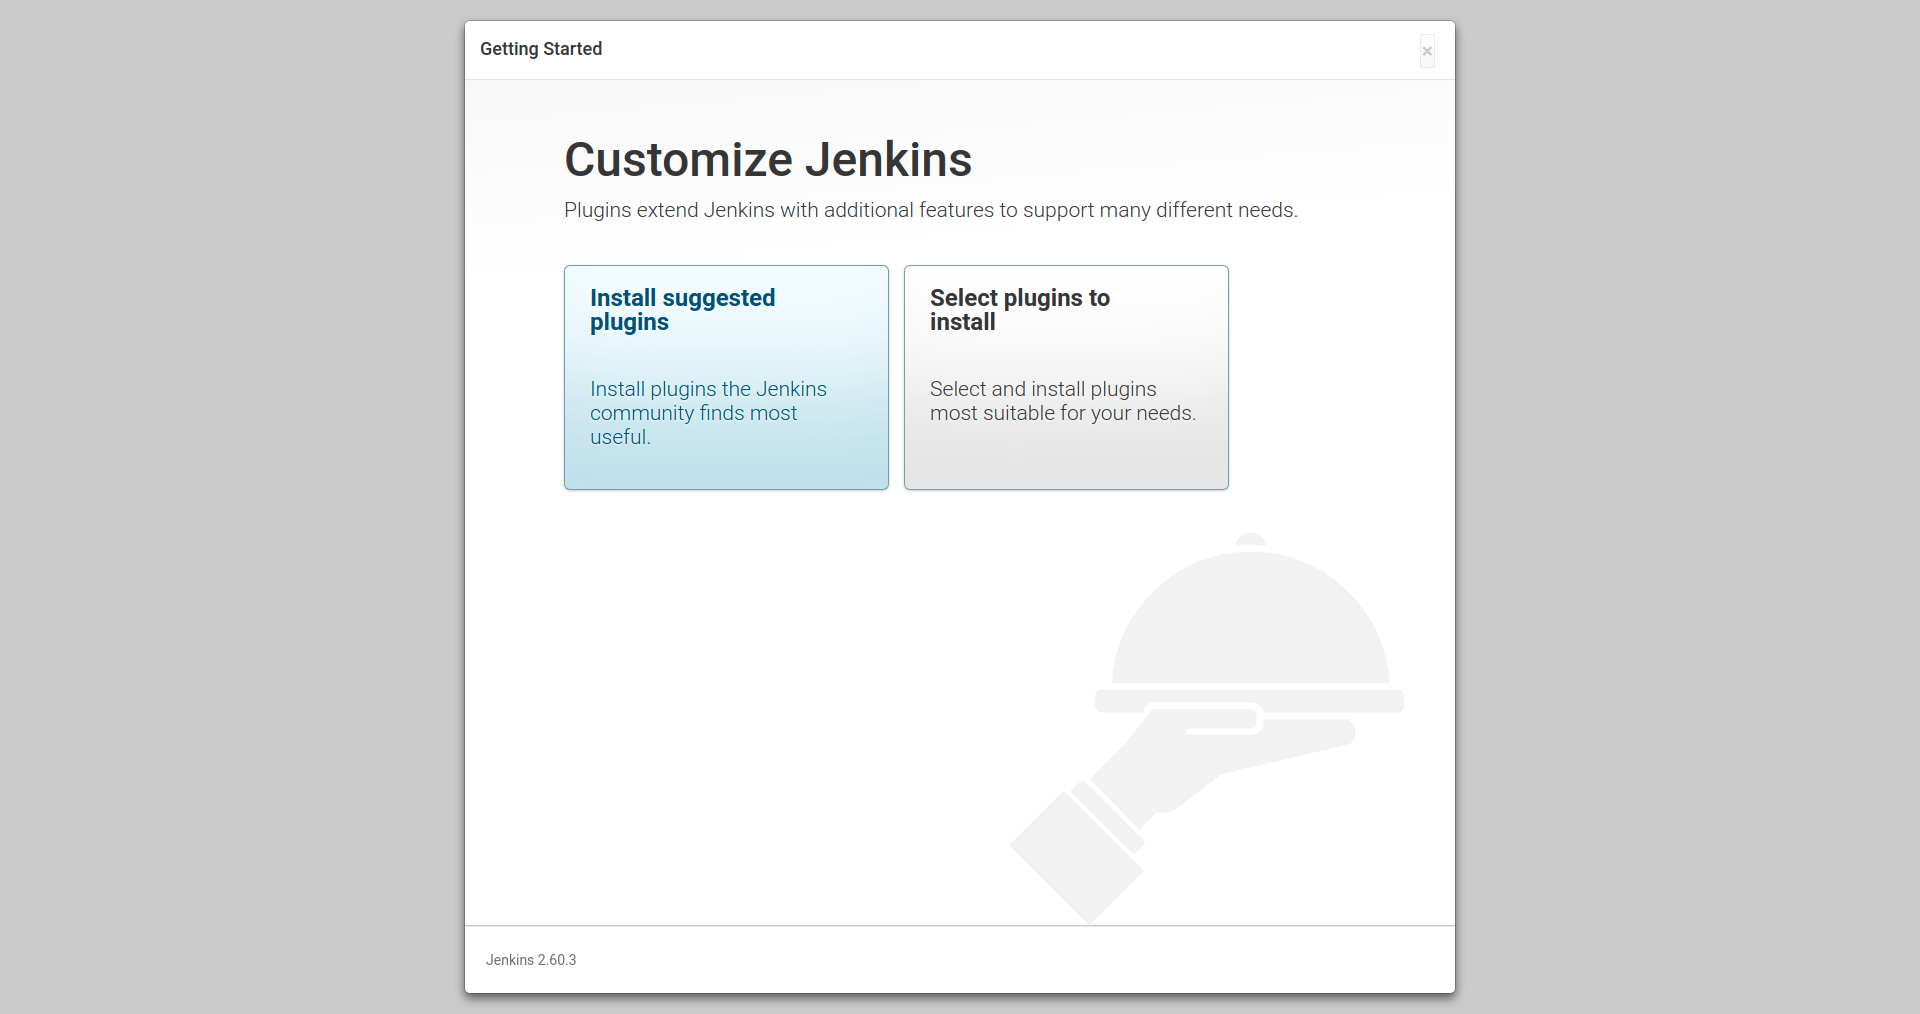 Getting Started
×
Customize Jenkins
Plugins extend Jenkins with additional features to support many different needs.
Install suggested
plugins
Install plugins the Jenkins
community finds most
useful.
Select plugins to
install
Select and install plugins
most suitable for your needs.
Jenkins 2.60.3